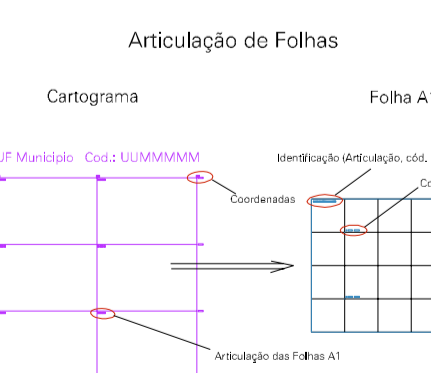 Articulação de Folhas
Cartograma
Folha A1
UF Municipio Cod.: UUMMMMM
Identificação (Articulação, cód.
Coordenadas
Articulação das Folhas A1